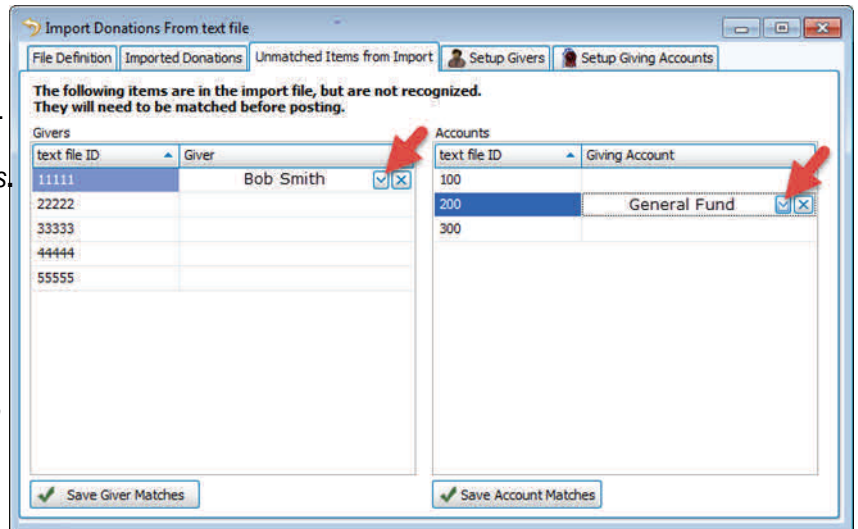 Import Donations From text file
File Definition Imported Donations Unmatched Items from Import Setup Givers Setup Giving Accounts
The following items are in the import file, but are not recognized.
They will need to be matched before posting.
Givers
text file ID Giver
11111 Bob Smith
22222
33333
44444
55555
Save Giver Matches
Accounts
text file ID Giving Account
100
200 General Fund
300
Save Account Matches
s.